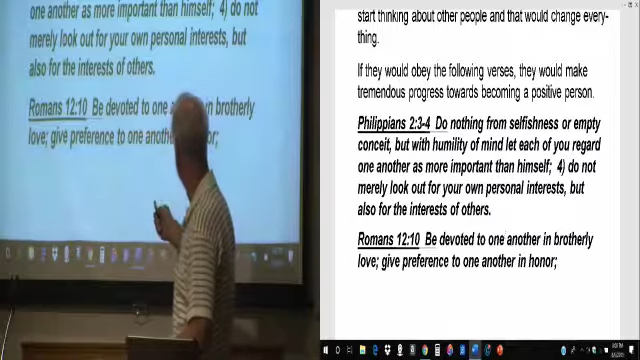 one another as more important than himself; 4) do not
merely look out for your own personal interests, but
also for the interests of others.
Romans 12:10 Be devoted to one in brotherly
love; give preference to one honor;
start thinking about other people and that would change every-
thing.
If they would obey the following verses, they would make
tremendous progress towards becoming a positive person.
Philippians 2:3-4 Do nothing from selfishness or empty
conceit, but with humility of mind let each of you regard
one another as more important than himself; 4) do not
merely look out for your own personal interests, but
also for the interests of others.
Romans 12:10 Be devoted to one another in brotherly
love; give preference to one another in honor;